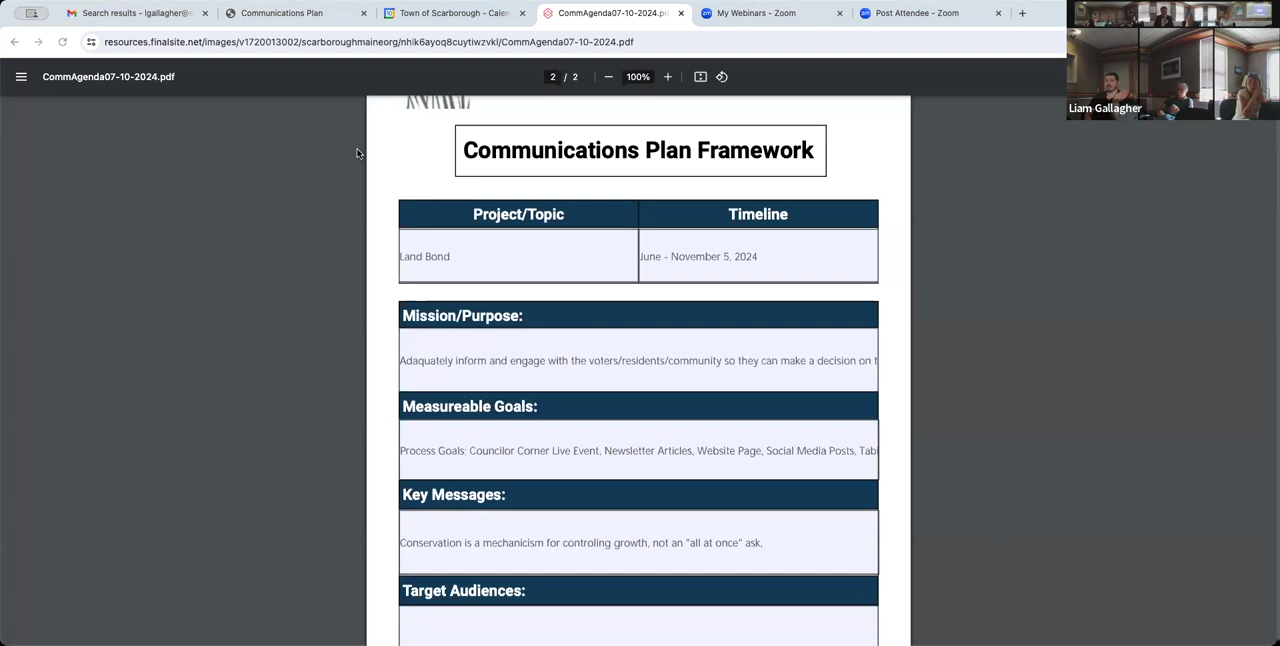 Search results - lgallagher@s
Communications Plan
Town of Scarborough - Calen
CommAgenda07-10-2024.pd
My Webinars - Zoom
Post Attendee - Zoom
resources.finalsite.net/images/v1720013002/scarboroughmaineorg/nhik6ayoq8cuytiwzvkl/CommAgenda07-10-2024.pdf
CommAgenda07-10-2024.pdf
2 / 2
100%
Liam Gallagher
Communications Plan Framework
Project/Topic Timeline
Land Bond June - November 5, 2024
Mission/Purpose:
Adaquately inform and engage with the voters/residents/community so they can make a decision on t
Measureable Goals:
Process Goals: Councilor Corner Live Event, Newsletter Articles, Website Page, Social Media Posts, Tabl
Key Messages:
Conservation is a mechanicism for controling growth, not an "all at once" ask,
Target Audiences: